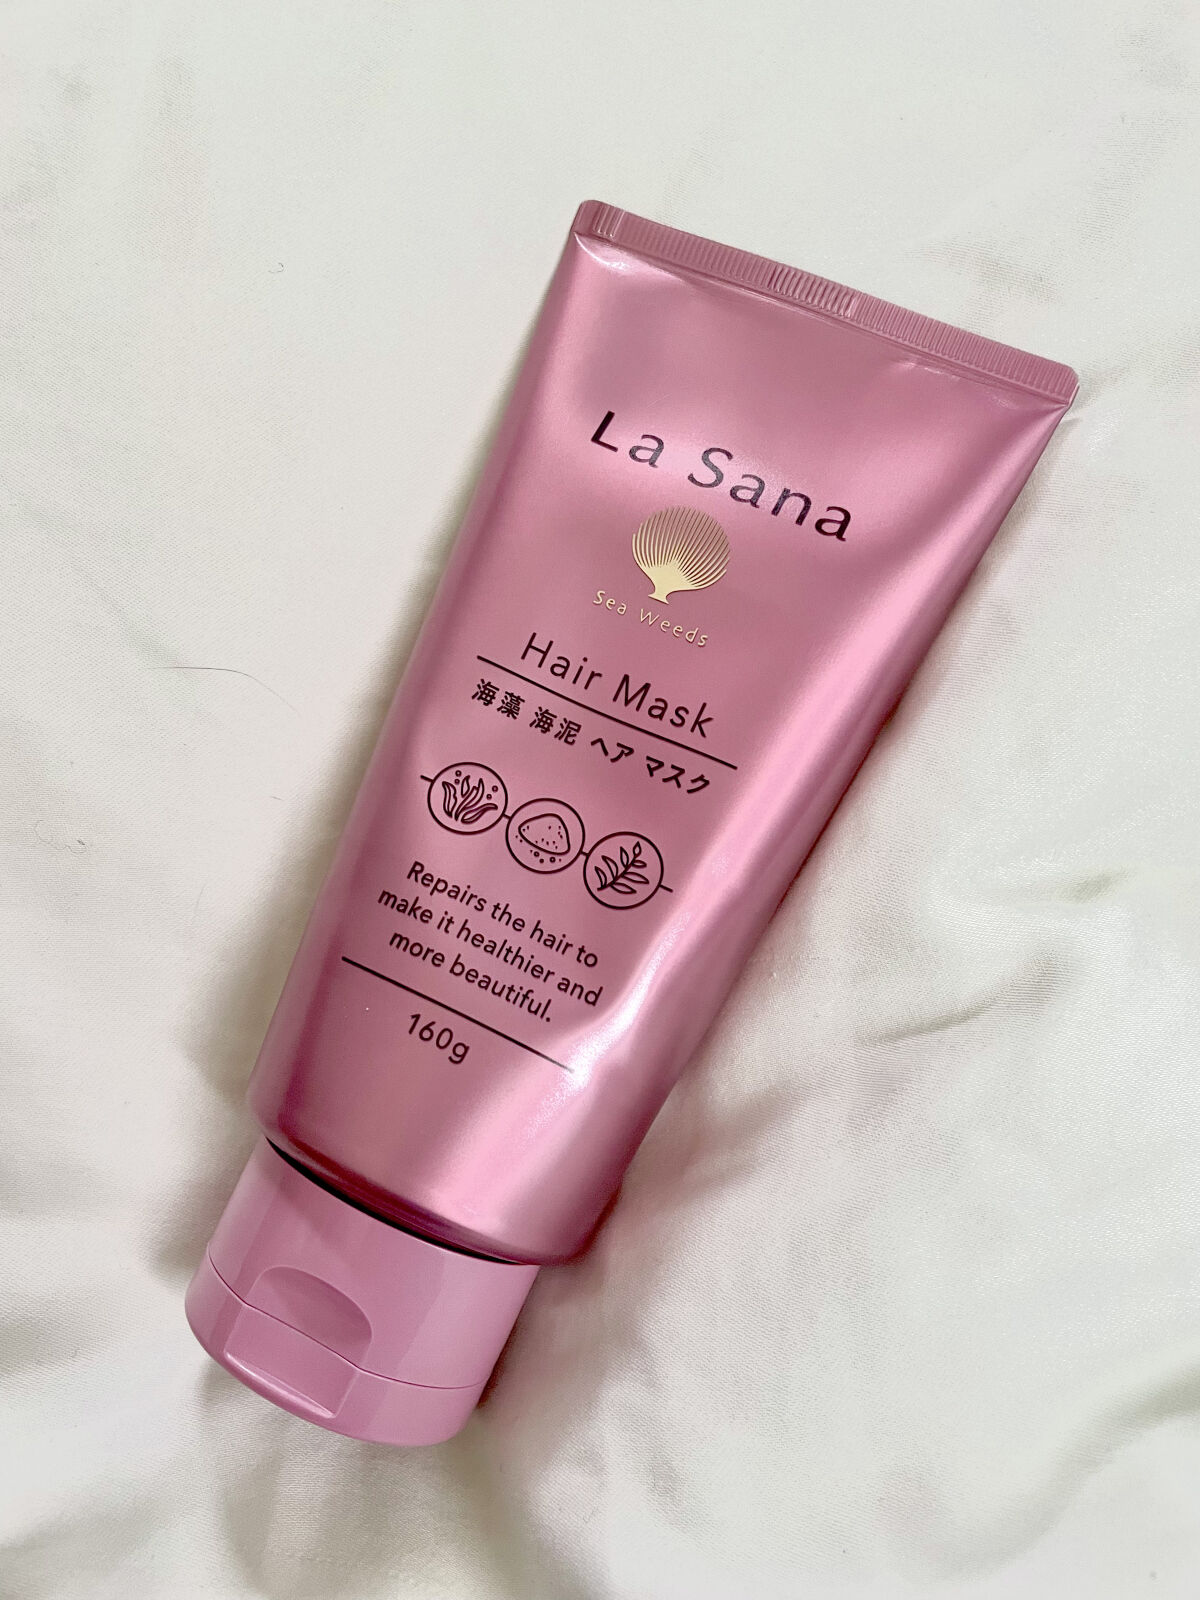 La Sana
Sea Weeds
Hair Mask
海藻 海泥 ヘア マスク
Repairs the hair to
make it healthier and
more beautiful.
160g